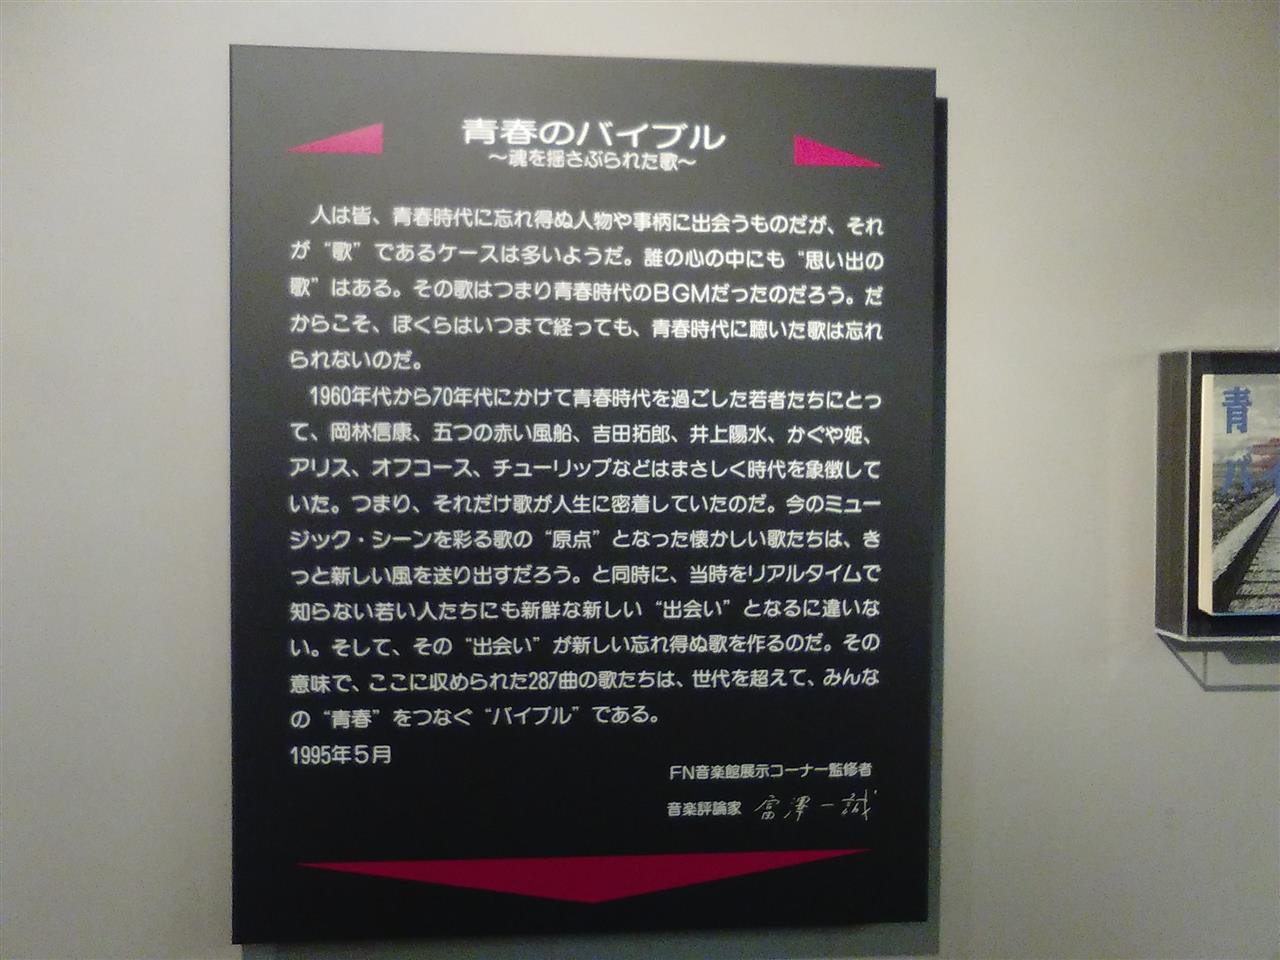 青春のバイブル
～魂を揺さぶられた歌～
人は皆、青春時代に忘れ得ぬ人物や事柄に出会うものだが、それ
が“歌”であるケースは多いようだ。誰の心の中にも“思い出の
歌”はある。その歌はつまり青春時代のBGMだったのだろう。だ
からこそ、ぼくらはいつまで経っても、青春時代に聴いた歌は忘れ
られないのだ。
1960年代から70年代にかけて青春時代を過ごした若者たちにとっ
て、岡林信康、五つの赤い風船、吉田拓郎、井上陽水、かぐや姫、
アリス、オフコース、チューリップなどはまさしく時代を象徴して
いた。つまり、それだけ歌が人生に密着していたのだ。今のミュー
ジック・シーンを彩る歌の“原点”となった懐かしい歌たちは、き
っと新しい風を送り出すだろう。と同時に、当時をリアルタイムで
知らない若い人たちにも新鮮な新しい“出会い”となるに違いな
い。そして、その“出会い”が新しい忘れ得ぬ歌を作るのだ。その
意味で、ここに収められた287曲の歌たちは、世代を超えて、みんな
の“青春”をつなぐ“バイブル”である。
1995年5月
FN音楽館展示コーナー監修者
音楽評論家 富澤一誠
青
バ